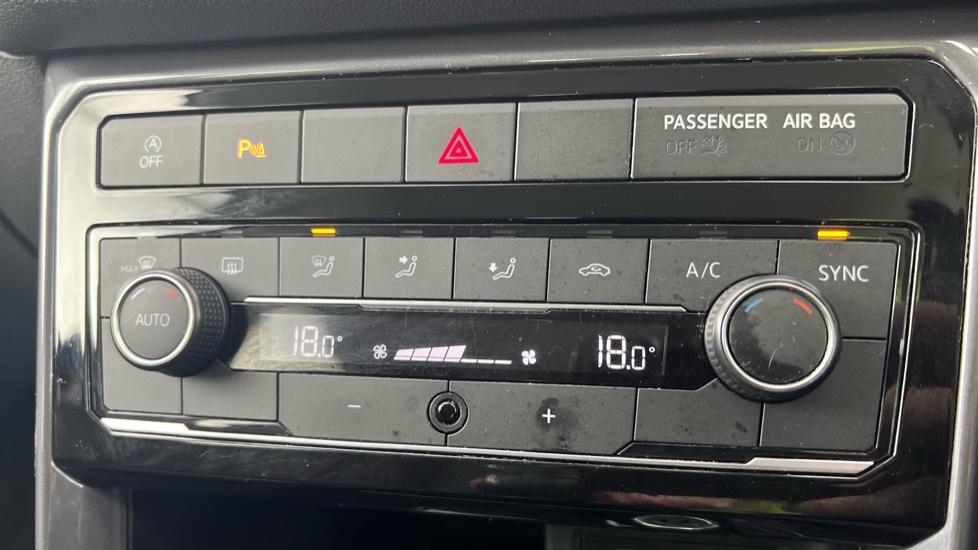 A
OFF
P
PASSENGER AIR BAG
OFF ON
MAX
A/C
SYNC
AUTO
18.0° 18.0°
− +